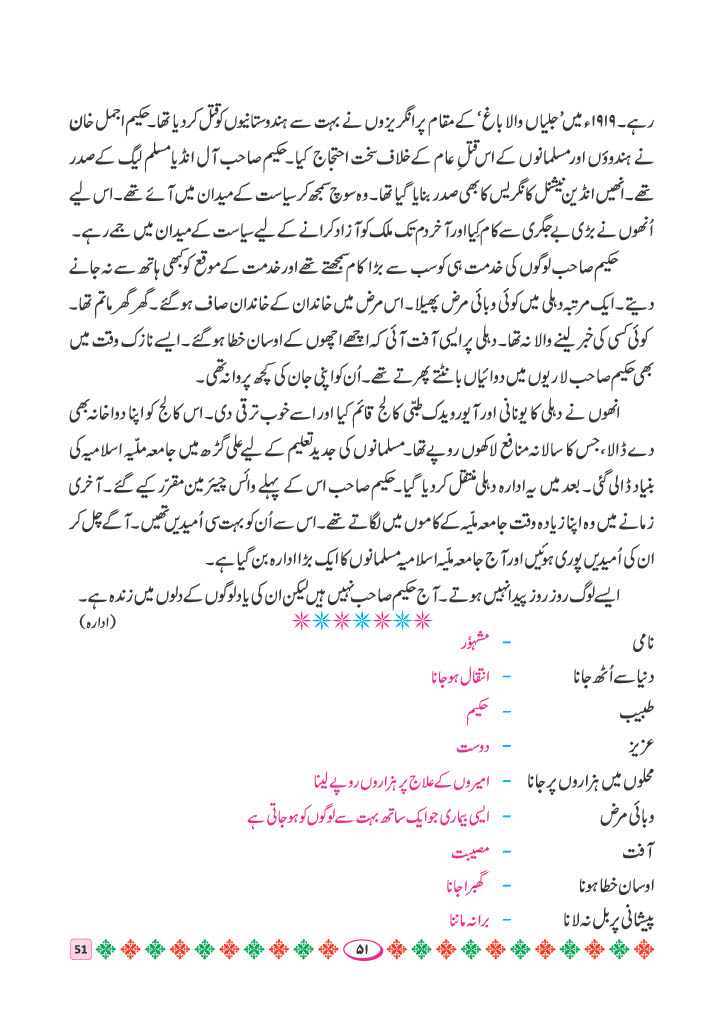 رہے۔ ۱۹۱۹ء میں 'جلیاں والا باغ' کے مقام پر انگریزوں نے بہت سے ہندوستانیوں کو قتل کر دیا تھا۔ حکیم اجمل خان
نے ہندوؤں اور مسلمانوں کے اس قتلِ عام کے خلاف سخت احتجاج کیا۔ حکیم صاحب آل انڈیا مسلم لیگ کے صدر
تھے۔ انھیں انڈین نیشنل کانگریس کا بھی صدر بنایا گیا تھا۔ وہ سوچ سمجھ کر سیاست کے میدان میں آئے تھے۔ اس لیے
اُنھوں نے بڑی بے جگری سے کام کِیا اور آخر دم تک ملک کو آزاد کرانے کے لیے سیاست کے میدان میں جمے رہے۔
حکیم صاحب لوگوں کی خدمت ہی کو سب سے بڑا کام سمجھتے تھے اور خدمت کے موقع کو کبھی ہاتھ سے نہ جانے
دیتے۔ ایک مرتبہ دہلی میں کوئی وبائی مرض پھیلا۔ اس مرض میں خاندان کے خاندان صاف ہو گئے۔ گھر گھر ماتم تھا۔
کوئی کسی کی خبر لینے والا نہ تھا۔ دہلی پر ایسی آفت آئی کہ اچھے اچھوں کے اوسان خطا ہو گئے۔ ایسے نازک وقت میں
بھی حکیم صاحب لاریوں میں دوائیاں بانٹتے پھرتے تھے۔ اُن کو اپنی جان کی کچھ پروا نہ تھی۔
انھوں نے دہلی کا یونانی اور آیورویدک طبّی کالج قائم کیا اور اسے خوب ترقی دی۔ اس کالج کو اپنا دوا خانہ بھی
دے ڈالا، جس کا سالانہ منافع لاکھوں روپے تھا۔ مسلمانوں کی جدید تعلیم کے لیے علی گڑھ میں جامعہ ملّیہ اسلامیہ کی
بنیاد ڈالی گئی۔ بعد میں یہ ادارہ دہلی منتقل کر دیا گیا۔ حکیم صاحب اس کے پہلے وائس چیئرمین مقرّر کیے گئے۔ آخری
زمانے میں وہ اپنا زیادہ وقت جامعہ ملّیہ کے کاموں میں لگاتے تھے۔ اس سے اُن کو بہت سی اُمیدیں تھیں۔ آگے چل کر
ان کی اُمیدیں پوری ہوئیں اور آج جامعہ ملّیہ اسلامیہ مسلمانوں کا ایک بڑا ادارہ بن گیا ہے۔
ایسے لوگ روز روز پیدا نہیں ہوتے۔ آج حکیم صاحب نہیں ہیں لیکن ان کی یاد لوگوں کے دلوں میں زندہ ہے۔
(ادارہ)
نامی - مشہوٗر
دنیا سے اُٹھ جانا - انتقال ہو جانا
طبیب - حکیم
عزیز - دوست
محلوں میں ہزاروں پر جانا - امیروں کے علاج پر ہزاروں روپے لینا
وبائی مرض - ایسی بیماری جو ایک ساتھ بہت سے لوگوں کو ہو جاتی ہے
آفت - مصیبت
اوسان خطا ہونا - گھبرا جانا
پیشانی پر بل نہ لانا - برا نہ ماننا
۵۱
51